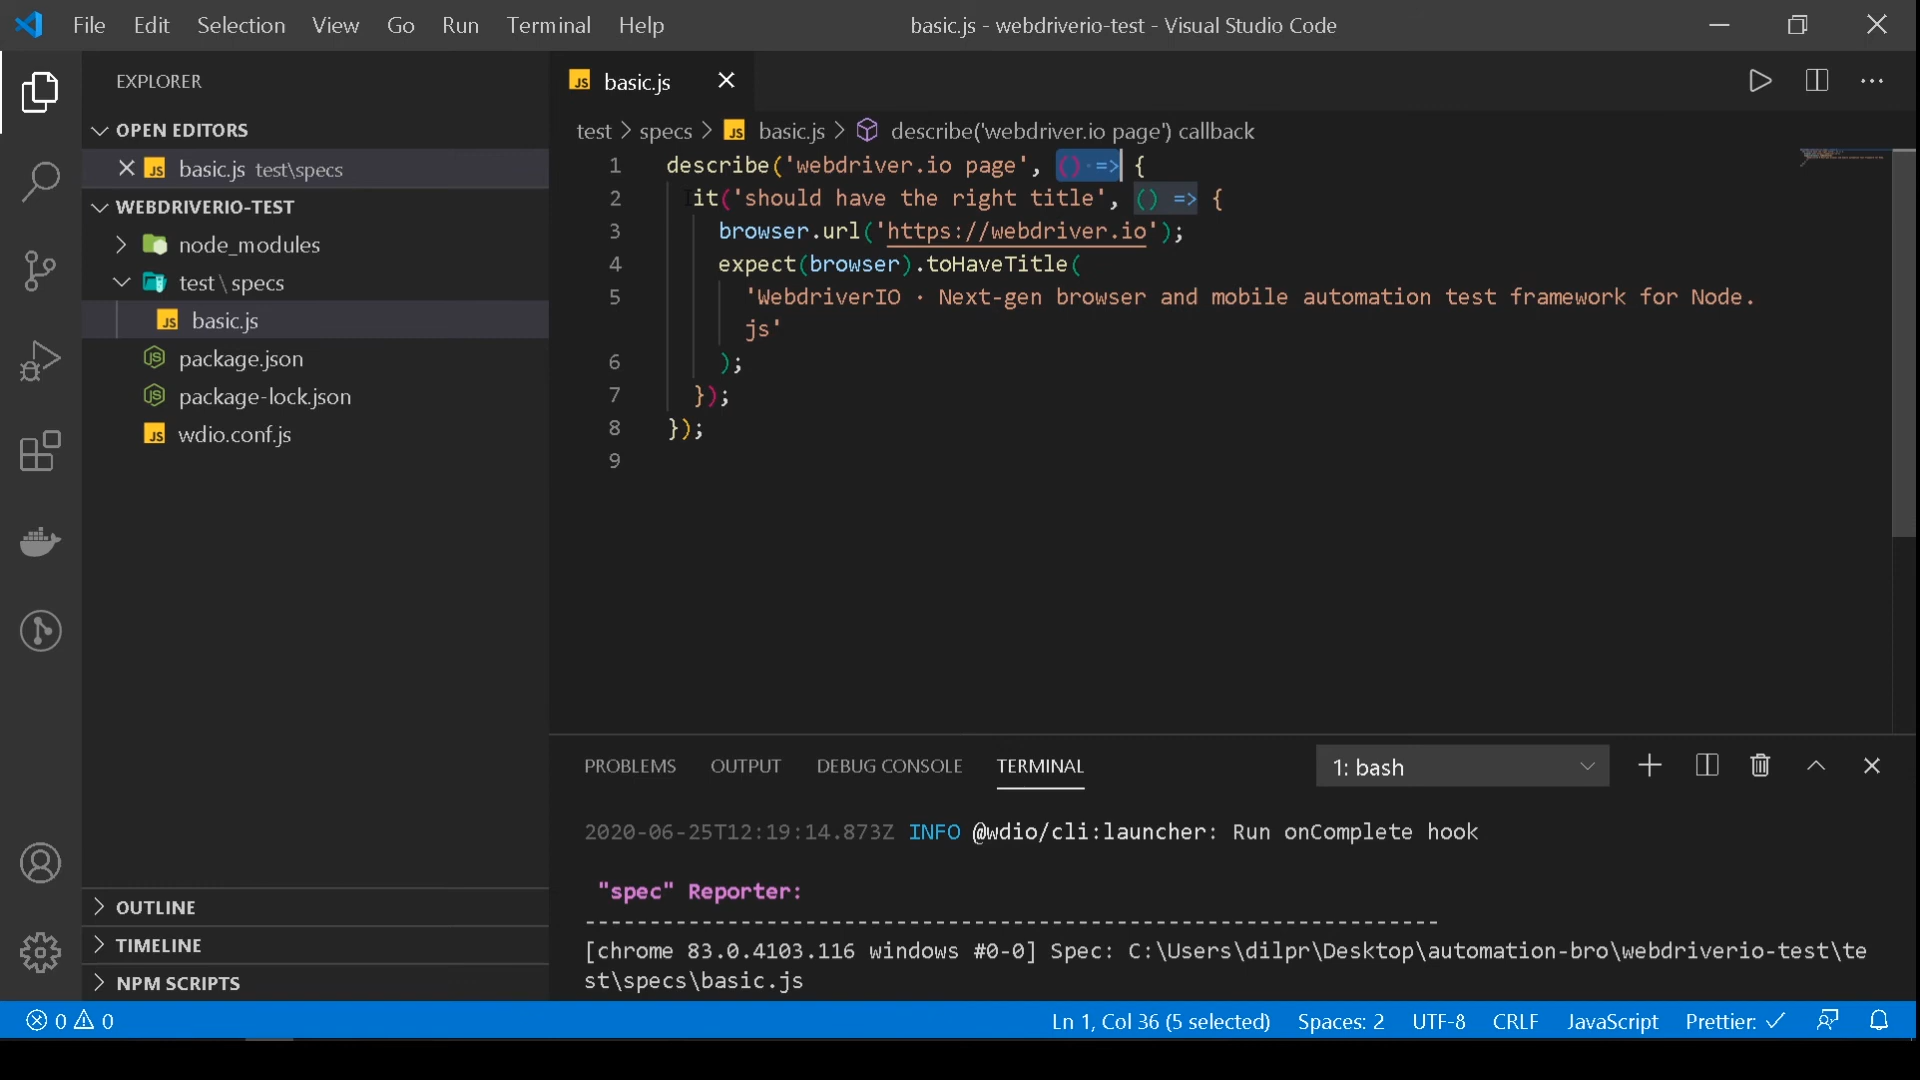 File Edit Selection View Go Run Terminal Help basic.js - webdriverio-test - Visual Studio Code
EXPLORER
OPEN EDITORS
JS basic.js test\specs
WEBDRIVERIO-TEST
node_modules
test\specs
JS basic.js
package.json
package-lock.json
JS wdio.conf.js
OUTLINE
TIMELINE
NPM SCRIPTS
JS basic.js
test > specs > JS basic.js > describe('webdriver.io page') callback
1 describe('webdriver.io page', () => {
2 it('should have the right title', () => {
3 browser.url('https://webdriver.io');
4 expect(browser).toHaveTitle(
5 'WebdriverIO · Next-gen browser and mobile automation test framework for Node.
js'
6 );
7 });
8 });
9
PROBLEMS OUTPUT DEBUG CONSOLE TERMINAL 1: bash
2020-06-25T12:19:14.873Z INFO @wdio/cli:launcher: Run onComplete hook
"spec" Reporter:
------------------------------------------------------------------
[chrome 83.0.4103.116 windows #0-0] Spec: C:\Users\dilpr\Desktop\automation-bro\webdriverio-test\te
st\specs\basic.js
0 0 Ln 1, Col 36 (5 selected) Spaces: 2 UTF-8 CRLF JavaScript Prettier: ✓